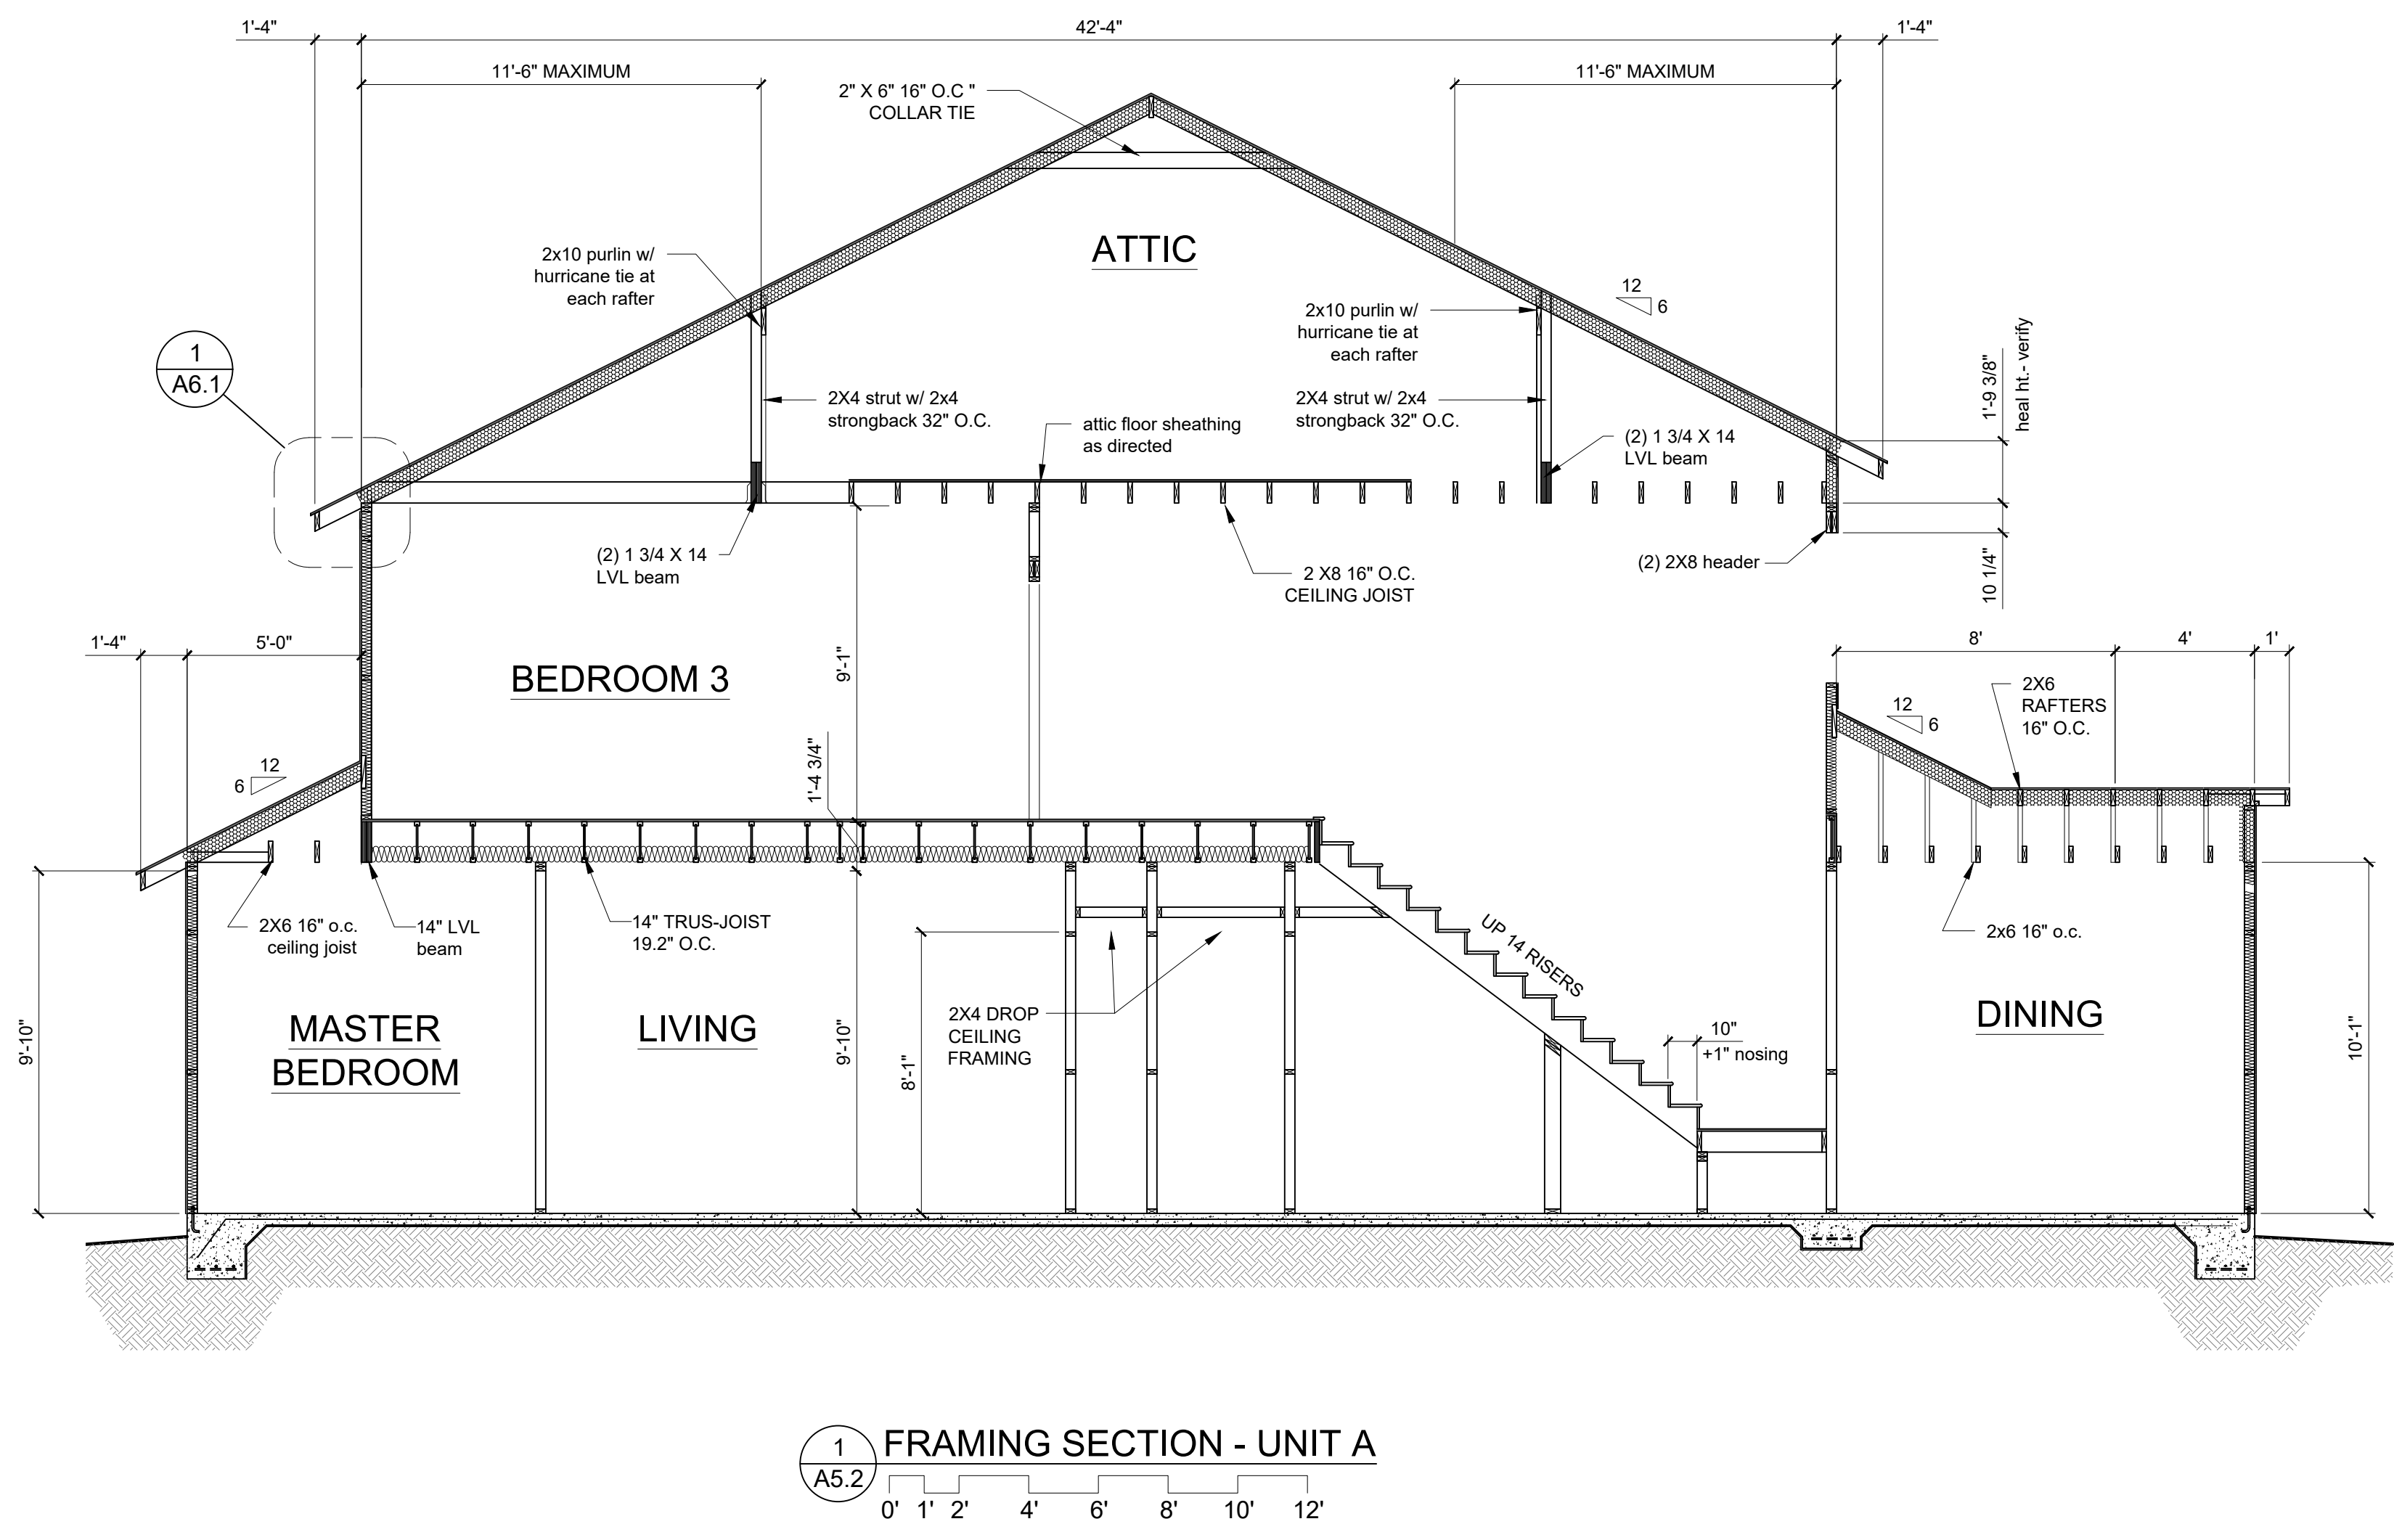 1'-4"
42'-4"
1'-4"
11'-6" MAXIMUM
11'-6" MAXIMUM
2" X 6" 16" O.C "
COLLAR TIE
ATTIC
2x10 purlin w/
hurricane tie at
each rafter
2x10 purlin w/
hurricane tie at
each rafter
12
6
1
A6.1
1'-9 3/8"
heal ht.- verify
2X4 strut w/ 2x4
strongback 32" O.C.
2X4 strut w/ 2x4
strongback 32" O.C.
attic floor sheathing
as directed
(2) 1 3/4 X 14
LVL beam
(2) 1 3/4 X 14
LVL beam
2 X8 16" O.C.
CEILING JOIST
(2) 2X8 header
10 1/4"
1'-4"
5'-0"
8'
4'
1'
BEDROOM 3
9'-1"
2X6
RAFTERS
16" O.C.
12
6
12
6
1'-4 3/4"
2X6 16" o.c.
ceiling joist
14" LVL
beam
14" TRUS-JOIST
19.2" O.C.
UP 14 RISERS
2x6 16" o.c.
MASTER
BEDROOM
LIVING
DINING
9'-10"
9'-10"
8'-1"
2X4 DROP
CEILING
FRAMING
10"
+1" nosing
10'-1"
1
A5.2
FRAMING SECTION - UNIT A
0' 1' 2' 4' 6' 8' 10' 12'